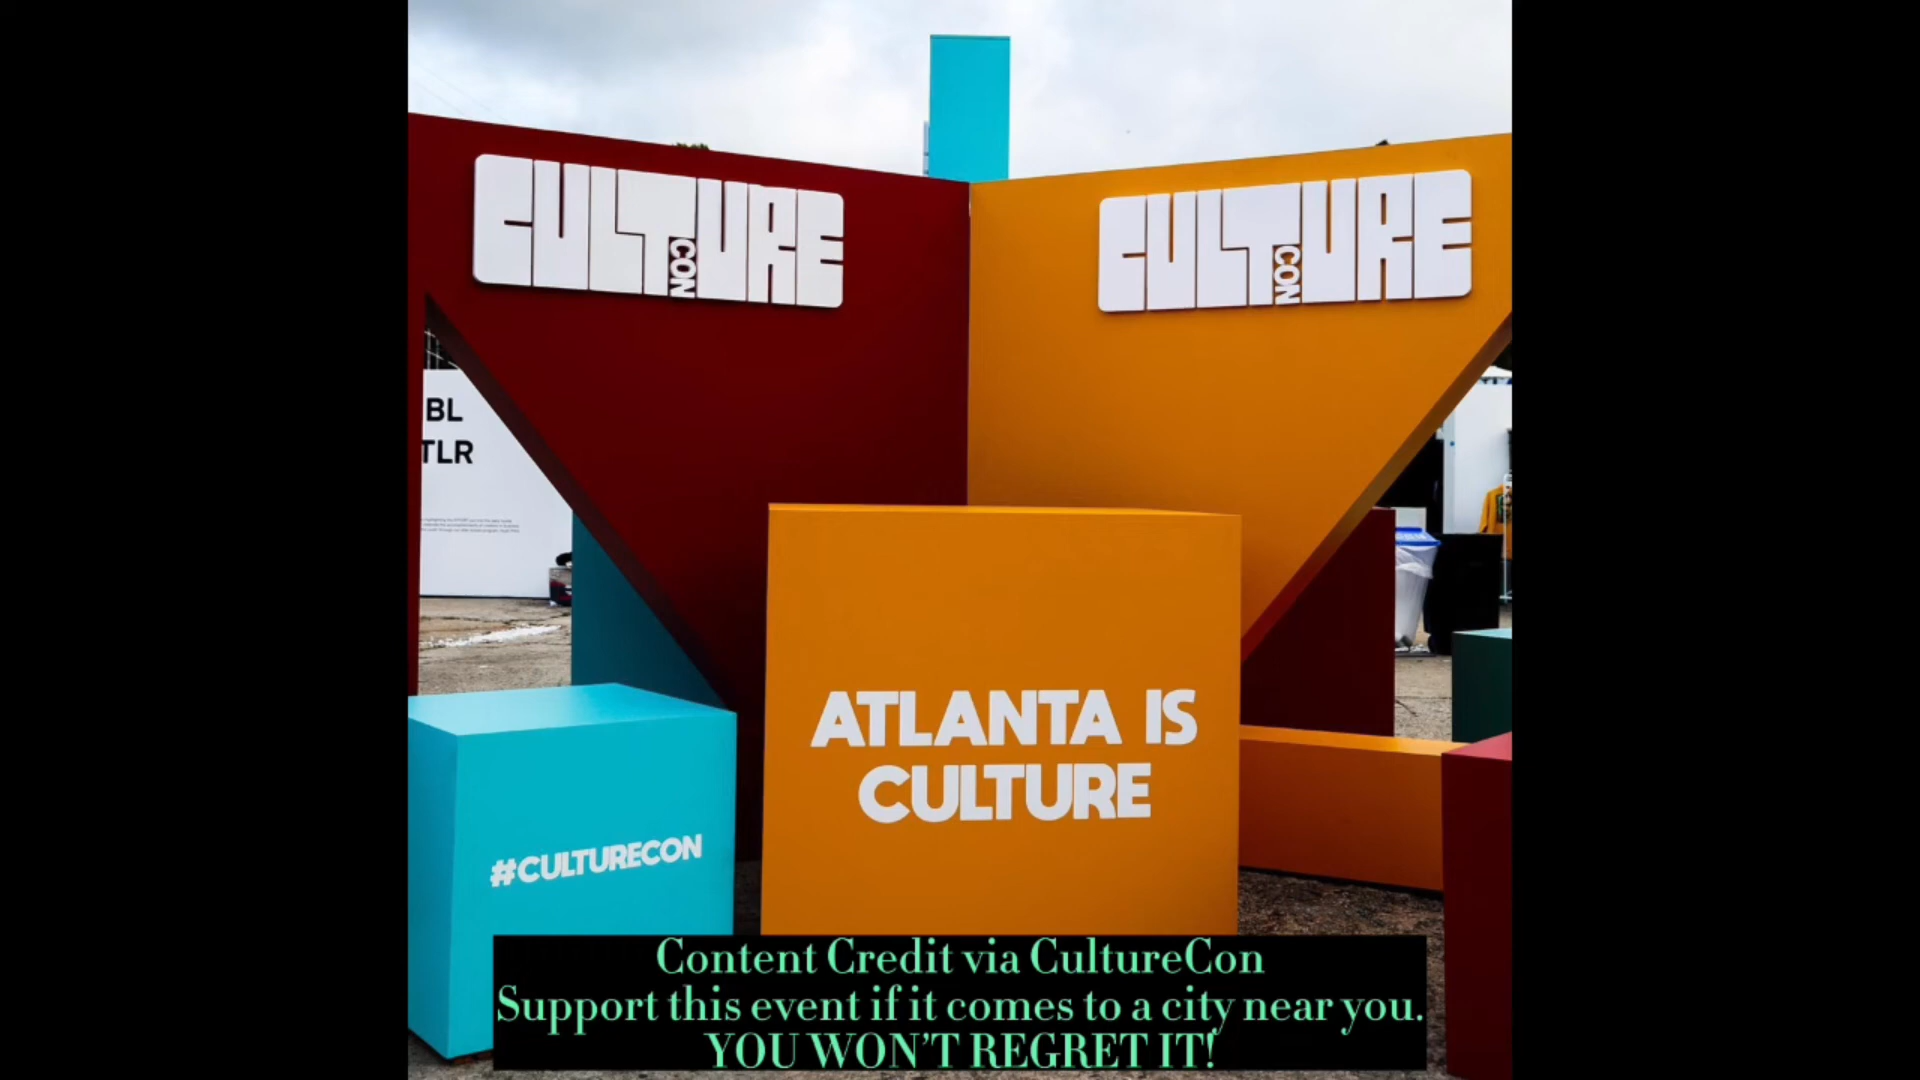 CULTURE
CON
CULTURE
CON
BL
TLR
ATLANTA IS
CULTURE
#CULTURECON
Content Credit via CultureCon
Support this event if it comes to a city near you.
YOU WON'T REGRET IT!